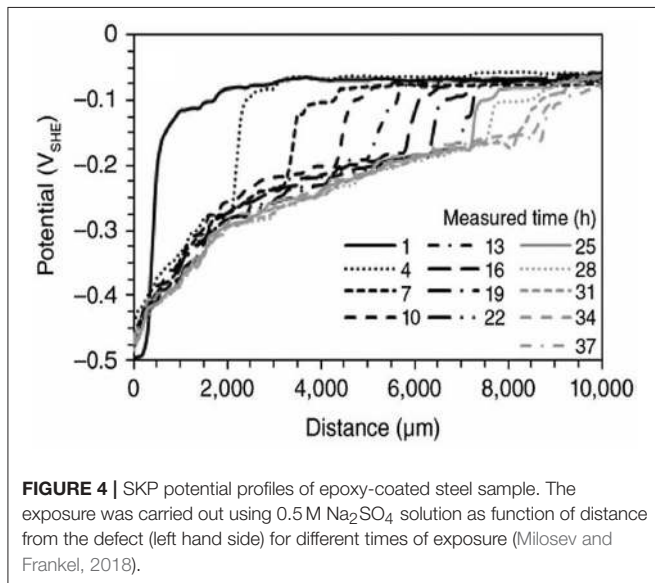 0
−0.1
−0.2
−0.3
−0.4
−0.5
Potential (V_SHE)
Measured time (h)
1 13 25
4 16 28
7 19 31
10 22 34
37
0 2,000 4,000 6,000 8,000 10,000
Distance (µm)
FIGURE 4 | SKP potential profiles of epoxy-coated steel sample. The
exposure was carried out using 0.5 M Na₂SO₄ solution as function of distance
from the defect (left hand side) for different times of exposure (Milosev and
Frankel, 2018).